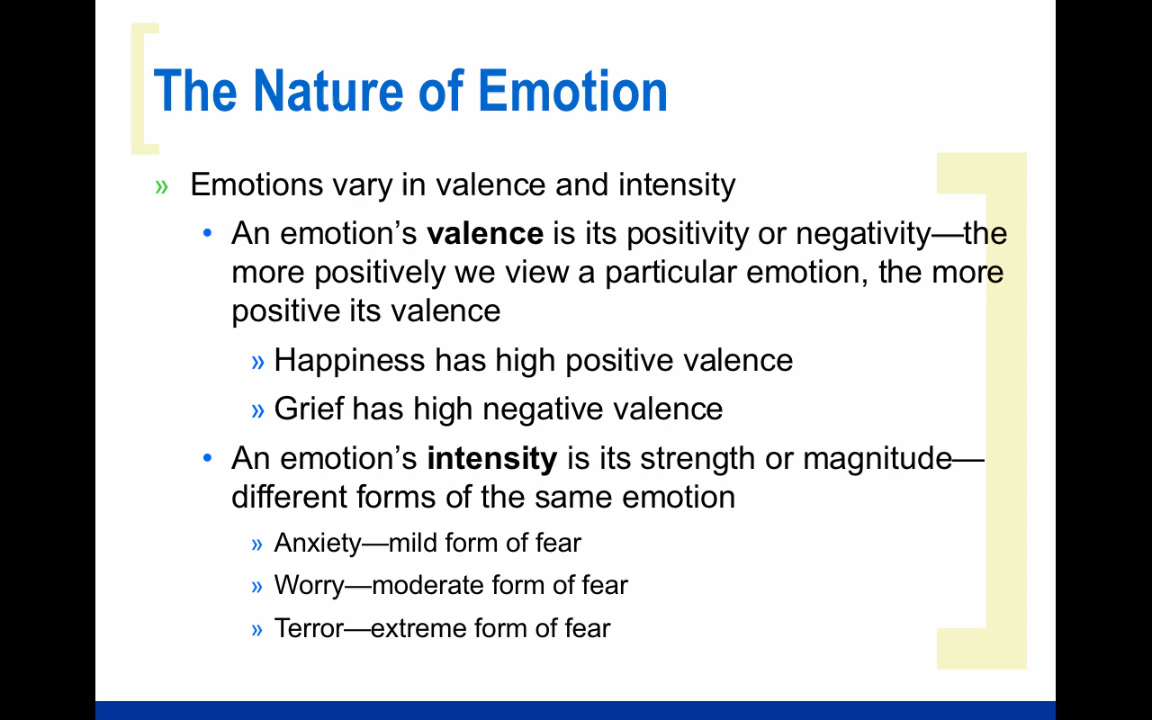 The Nature of Emotion
» Emotions vary in valence and intensity
• An emotion’s valence is its positivity or negativity—the
more positively we view a particular emotion, the more
positive its valence
» Happiness has high positive valence
» Grief has high negative valence
• An emotion’s intensity is its strength or magnitude—
different forms of the same emotion
» Anxiety—mild form of fear
» Worry—moderate form of fear
» Terror—extreme form of fear